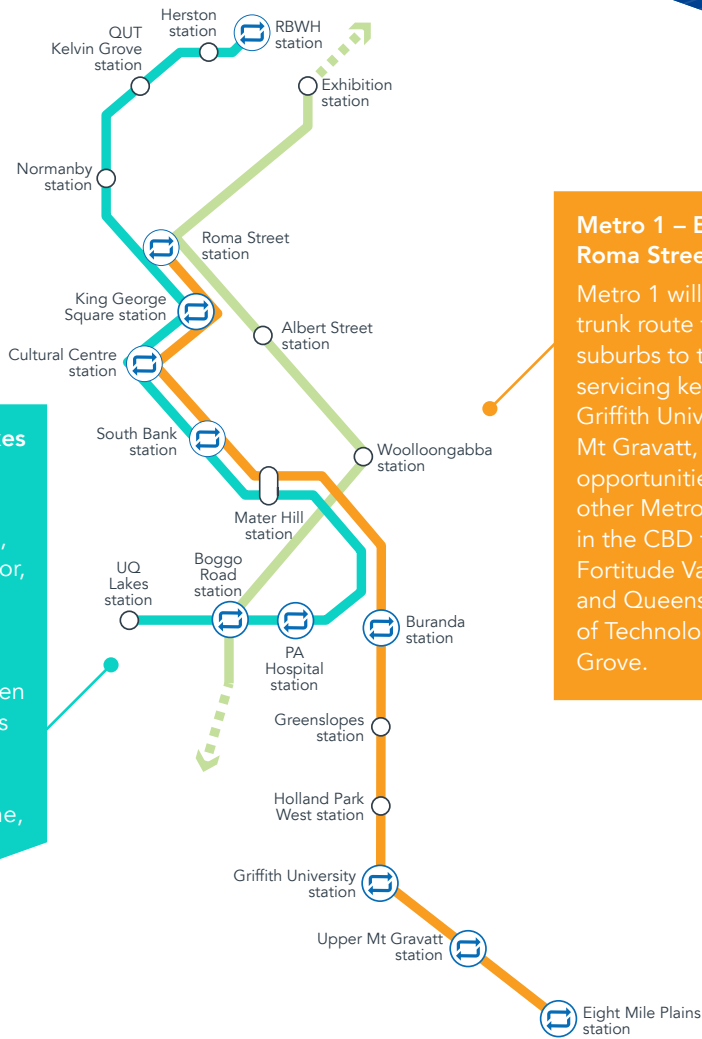 Herston
station
RBWH
station
QUT
Kelvin Grove
station
Exhibition
station
Normanby
station
Roma Street
station
King George
Square station
Albert Street
station
Cultural Centre
station
South Bank
station
Woolloongabba
station
Mater Hill
station
Boggo
Road
station
UQ
Lakes
station
PA
Hospital
station
Buranda
station
Greenslopes
station
Holland Park
West station
Griffith University
station
Upper Mt Gravatt
station
Eight Mile Plains
station
Metro 1 – E
Roma Stree
Metro 1 will
trunk route
suburbs to t
servicing ke
Griffith Univ
Mt Gravatt,
opportunitie
other Metro
in the CBD
Fortitude Va
and Queens
of Technolo
Grove.
kes
,
or,
en
s
e,